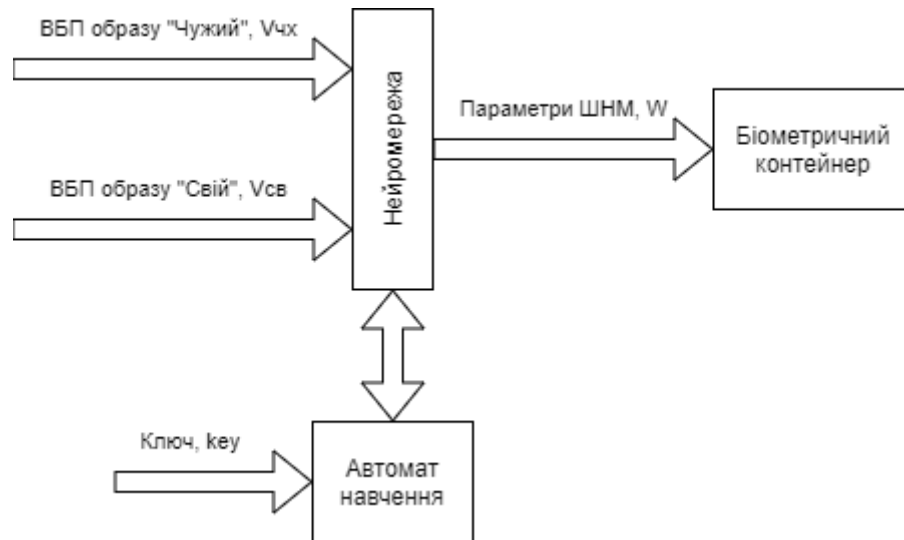 ВБП образу "Чужий", Vчх
Нейромережа
Параметри ШНМ, W
Біометричний
контейнер
ВБП образу "Свій", Vсв
Ключ, key
Автомат
навчення